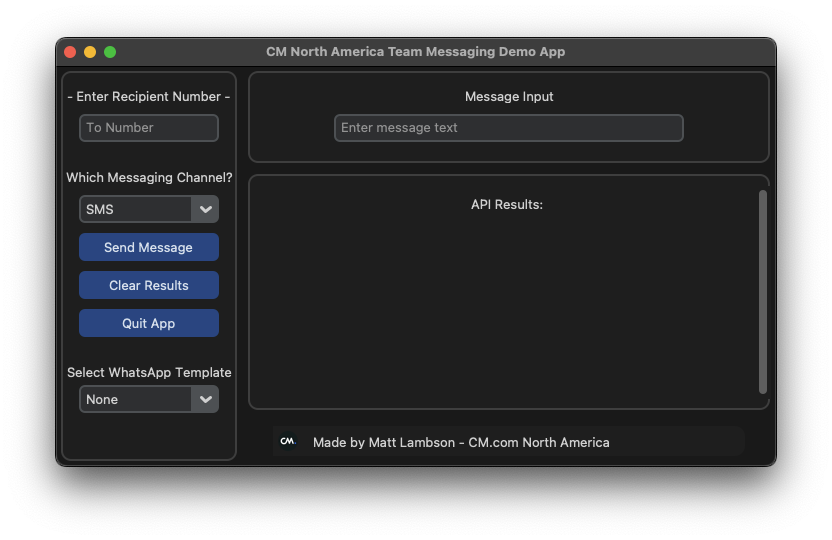 CM North America Team Messaging Demo App
- Enter Recipient Number -
To Number
Which Messaging Channel?
SMS
Send Message
Clear Results
Quit App
Select WhatsApp Template
None
Message Input
Enter message text
API Results:
CM.
Made by Matt Lambson - CM.com North America